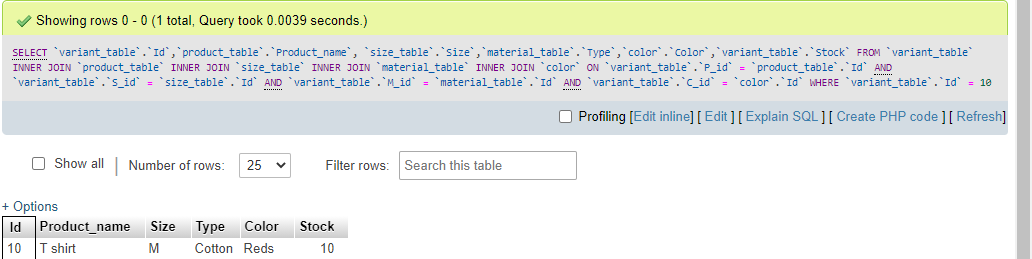 Showing rows 0 - 0 (1 total, Query took 0.0039 seconds.)
SELECT `variant_table`.`Id`,`product_table`.`Product_name`, `size_table`.`Size`,`material_table`.`Type`,`color`.`Color`,`variant_table`.`Stock` FROM `variant_table`
INNER JOIN `product_table` INNER JOIN `size_table` INNER JOIN `material_table` INNER JOIN `color` ON `variant_table`.`P_id` = `product_table`.`Id` AND
`variant_table`.`S_id` = `size_table`.`Id` AND `variant_table`.`M_id` = `material_table`.`Id` AND `variant_table`.`C_id` = `color`.`Id` WHERE `variant_table`.`Id` = 10
Profiling [Edit inline] [ Edit ] [ Explain SQL ] [ Create PHP code ] [ Refresh]
Show all | Number of rows: 25 Filter rows: Search this table
+ Options
Id Product_name Size Type Color Stock
10 T shirt M Cotton Reds 10